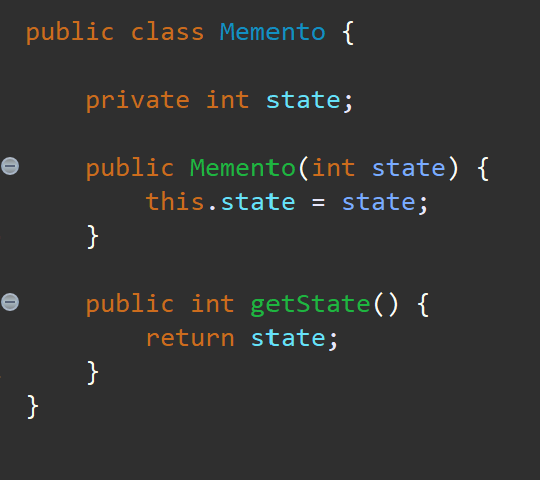 public class Memento {
private int state;
public Memento(int state) {
this.state = state;
}
public int getState() {
return state;
}
}